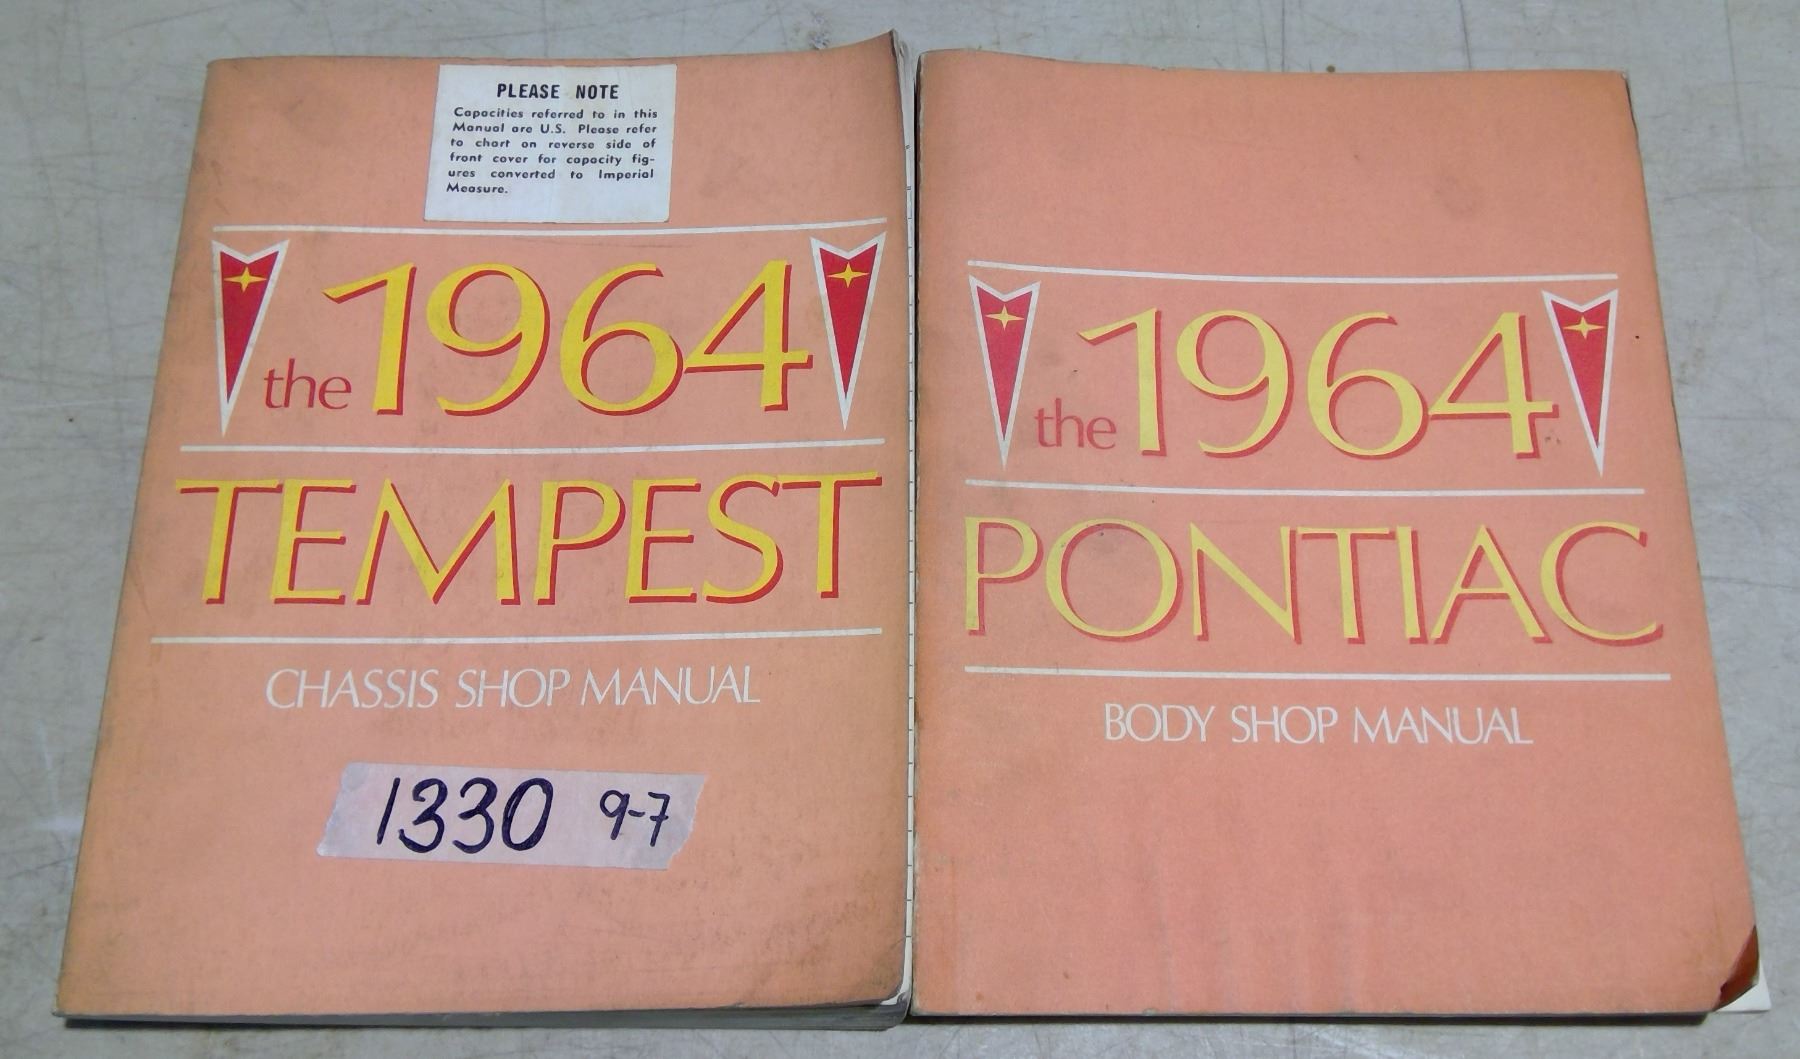 PLEASE NOTE
Capacities referred to in this
Manual are U.S. Please refer
to chart on reverse side of
front cover for capacity fig-
ures converted to Imperial
Measure.
the 1964
TEMPEST
CHASSIS SHOP MANUAL
1330 9-7
the 1964
PONTIAC
BODY SHOP MANUAL